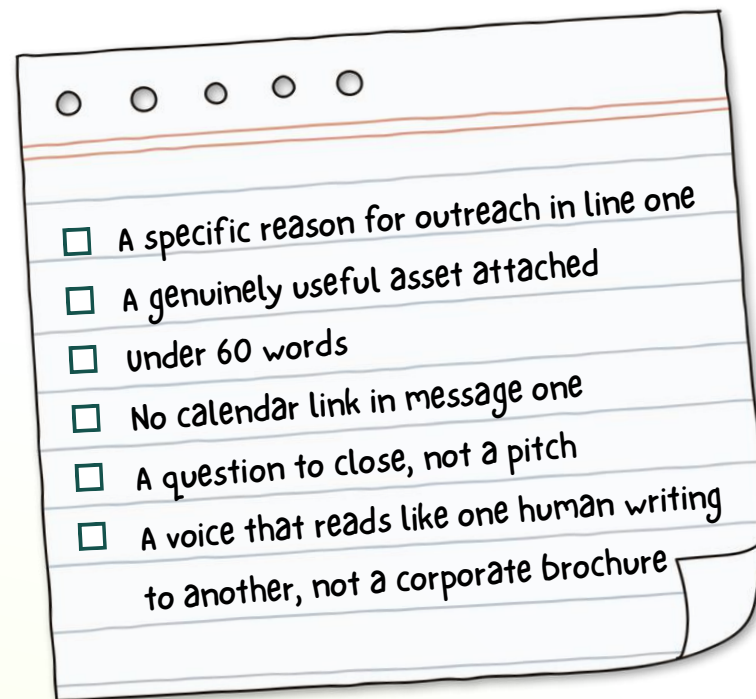 A specific reason for outreach in line one
A genuinely useful asset attached
Under 60 words
No calendar link in message one
A question to close, not a pitch
A voice that reads like one human writing
to another, not a corporate brochure